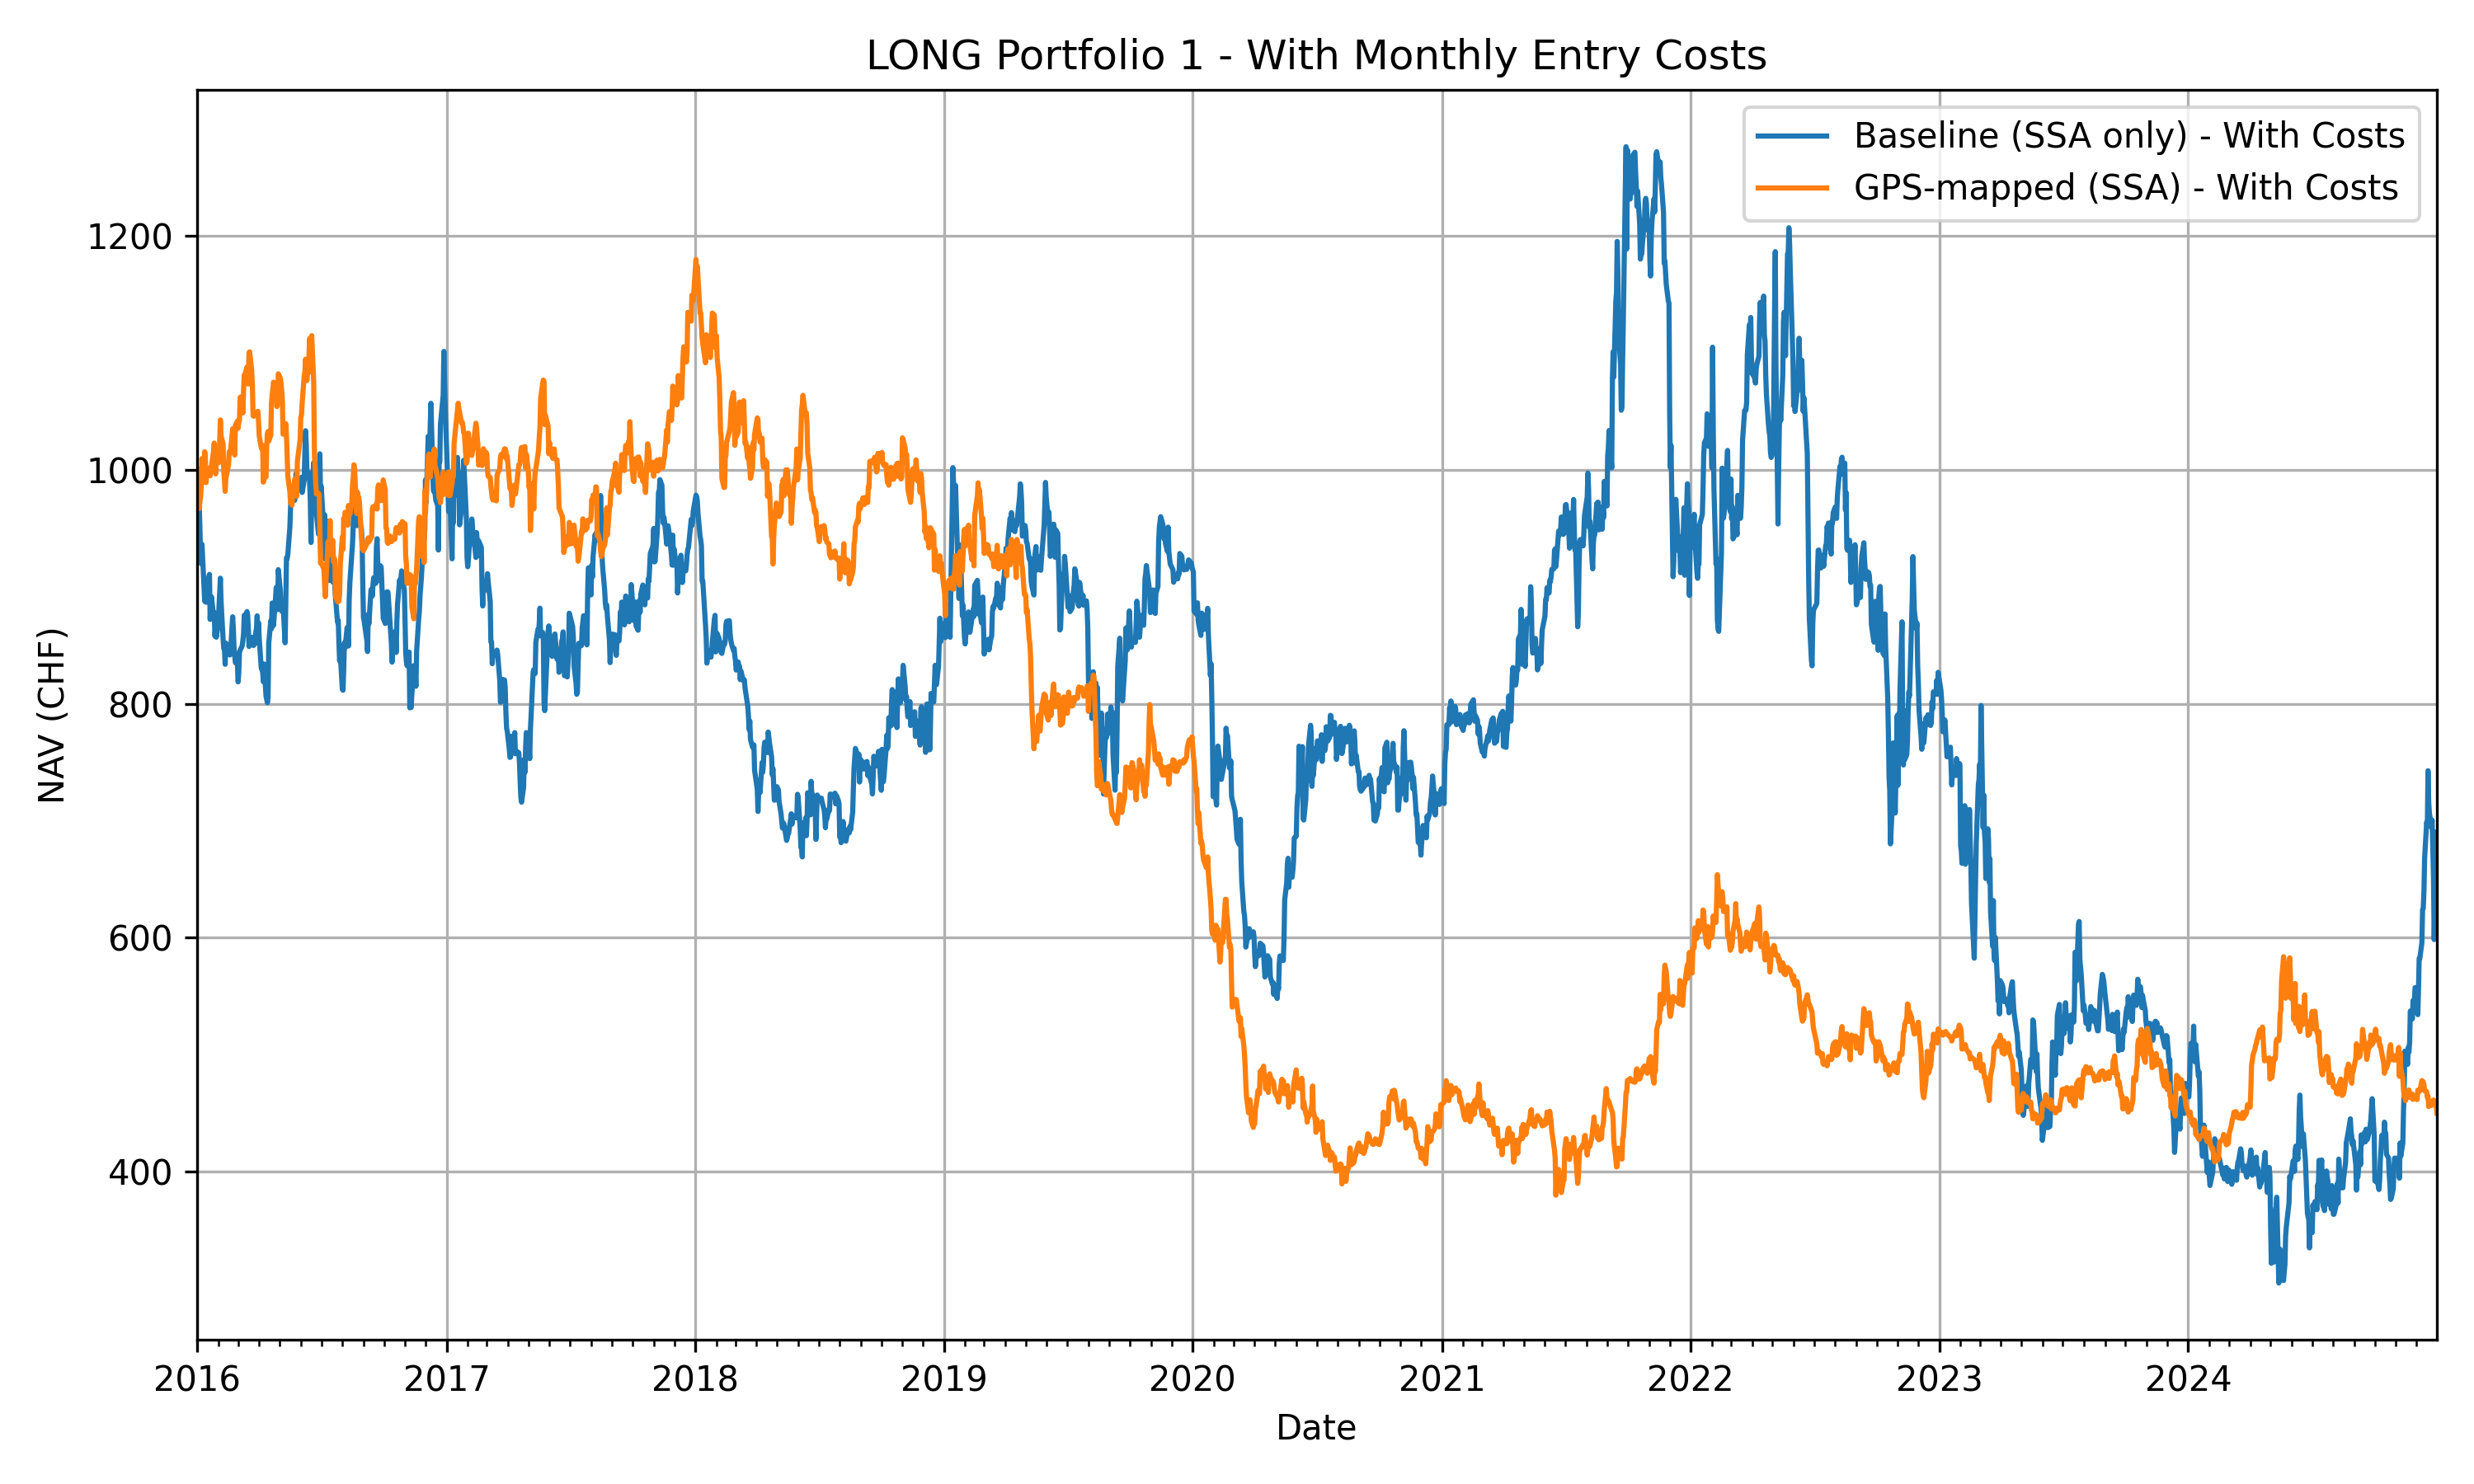 LONG Portfolio 1 - With Monthly Entry Costs
Baseline (SSA only) - With Costs
GPS-mapped (SSA) - With Costs
NAV (CHF)
1200
1000
800
600
400
2016 2017 2018 2019 2020 2021 2022 2023 2024
Date